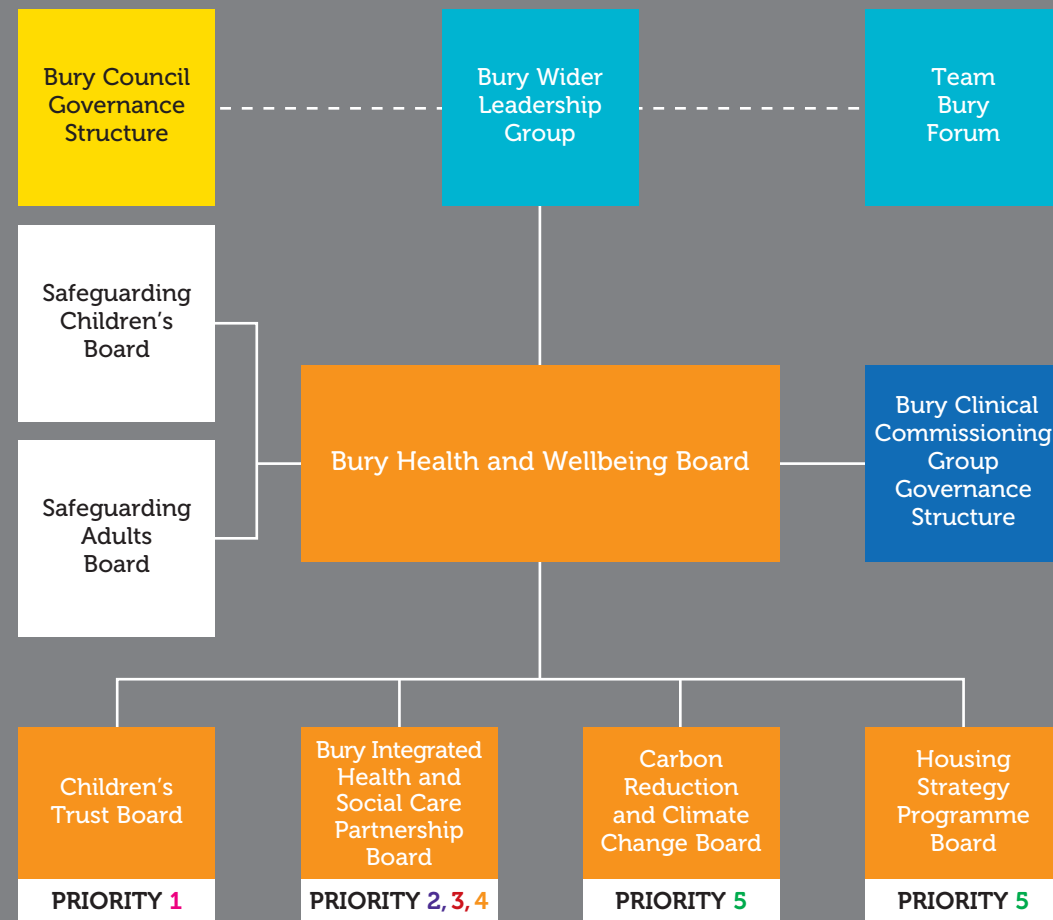 Bury Council
Governance
Structure
Bury Wider
Leadership
Group
Team
Bury
Forum
Safeguarding
Children's
Board
Safeguarding
Adults
Board
Bury Health and Wellbeing Board
Bury Clinical
Commissioning
Group
Governance
Structure
Children's
Trust Board
PRIORITY 1
Bury Integrated
Health and
Social Care
Partnership
Board
PRIORITY 2, 3, 4
Carbon
Reduction
and Climate
Change Board
PRIORITY 5
Housing
Strategy
Programme
Board
PRIORITY 5